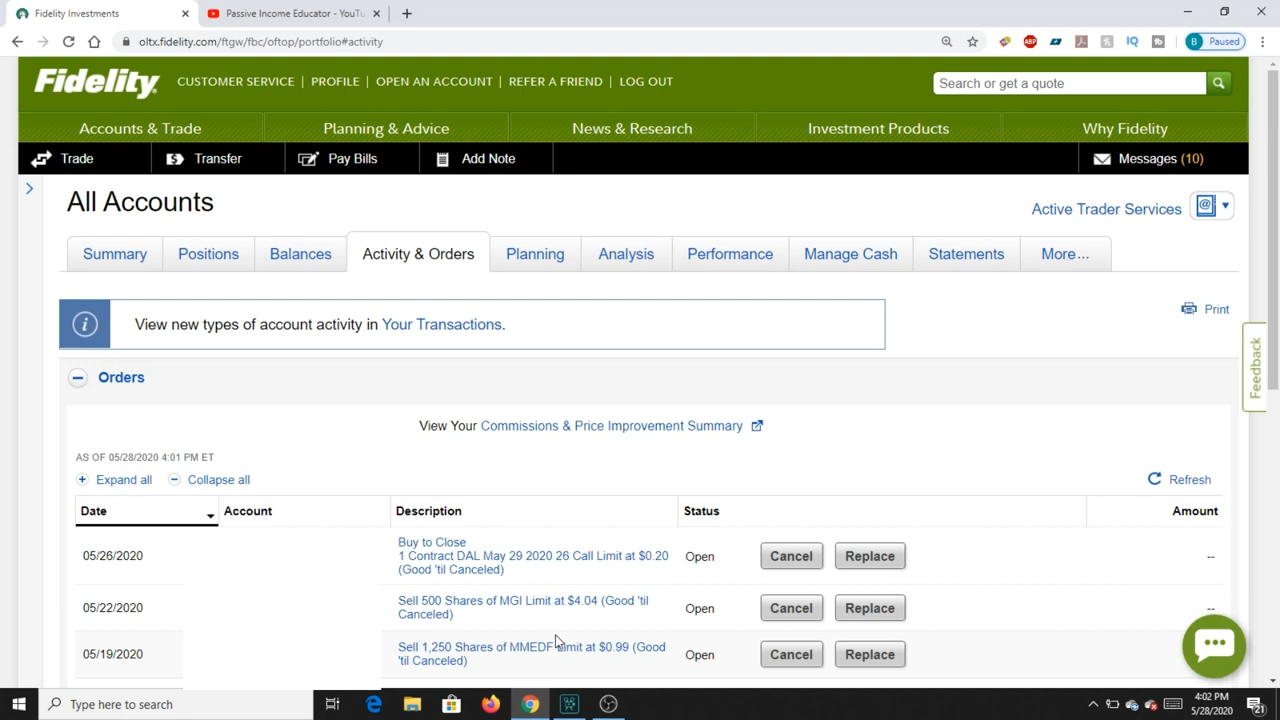 Fidelity Investments
Passive Income Educator - YouTu
oltx.fidelity.com/ftgw/fbc/oftop/portfolio#activity
ABP
IQ
B Paused
Fidelity
CUSTOMER SERVICE | PROFILE | OPEN AN ACCOUNT | REFER A FRIEND | LOG OUT
Search or get a quote
Accounts & Trade
Planning & Advice
News & Research
Investment Products
Why Fidelity
Trade
Transfer
Pay Bills
Add Note
Messages (10)
All Accounts
Active Trader Services
Summary
Positions
Balances
Activity & Orders
Planning
Analysis
Performance
Manage Cash
Statements
More...
View new types of account activity in Your Transactions.
Print
Feedback
Orders
View Your Commissions & Price Improvement Summary
AS OF 05/28/2020 4:01 PM ET
Expand all
Collapse all
Refresh
Date
Account
Description
Status
Amount
05/26/2020
Buy to Close
1 Contract DAL May 29 2020 26 Call Limit at $0.20
(Good 'til Canceled)
Open
Cancel
Replace
--
05/22/2020
Sell 500 Shares of MGI Limit at $4.04 (Good 'til
Canceled)
Open
Cancel
Replace
--
05/19/2020
Sell 1,250 Shares of MMEDF Limit at $0.99 (Good
'til Canceled)
Open
Cancel
Replace
Type here to search
4:02 PM
5/28/2020
21